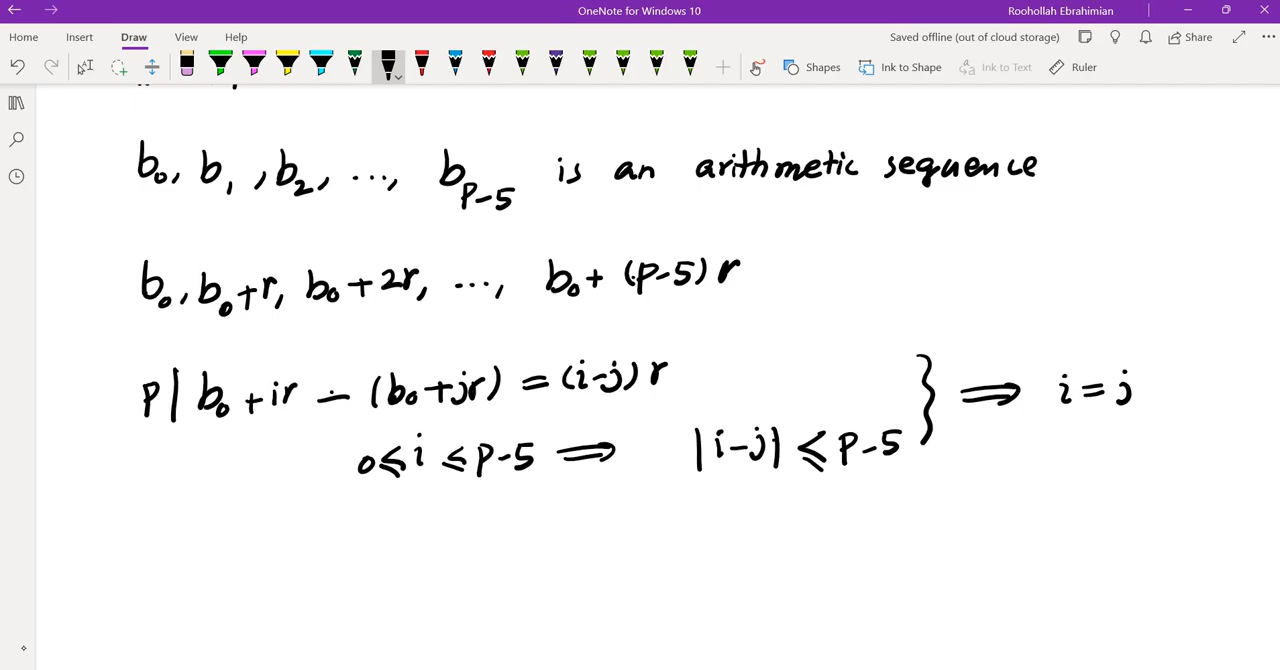 OneNote for Windows 10
Roohollah Ebrahimian
Home Insert Draw View Help
Saved offline (out of cloud storage) Share
Shapes Ink to Shape Ink to Text Ruler
b₀, b₁, b₂, ..., b_{p-5} is an arithmetic sequence
b₀, b₀+r, b₀+2r, ..., b₀+(p-5)r
p | b₀+ir - (b₀+jr) = (i-j)r } ⟹ i=j
0≤i≤p-5 ⟹ |i-j|≤p-5